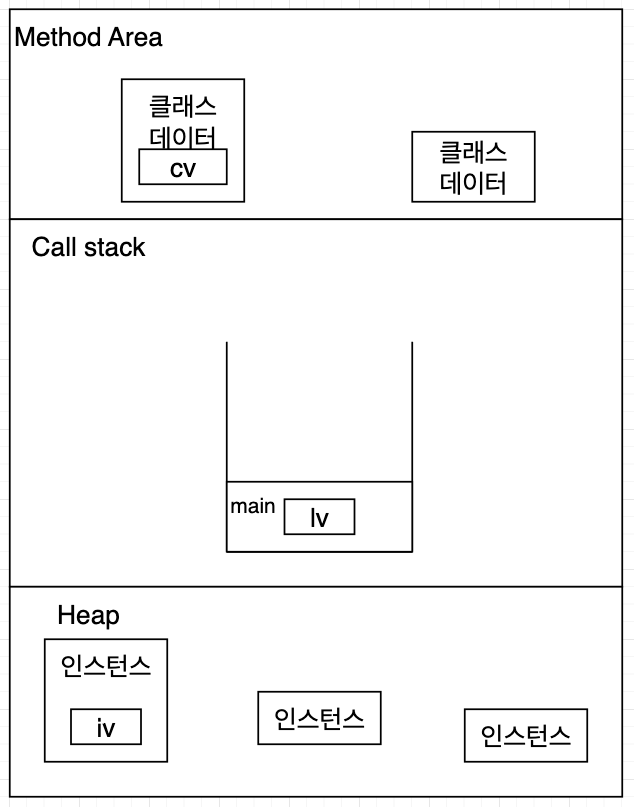 Method Area
클래스
데이터
cv
클래스
데이터
Call stack
main
lv
Heap
인스턴스
iv
인스턴스
인스턴스